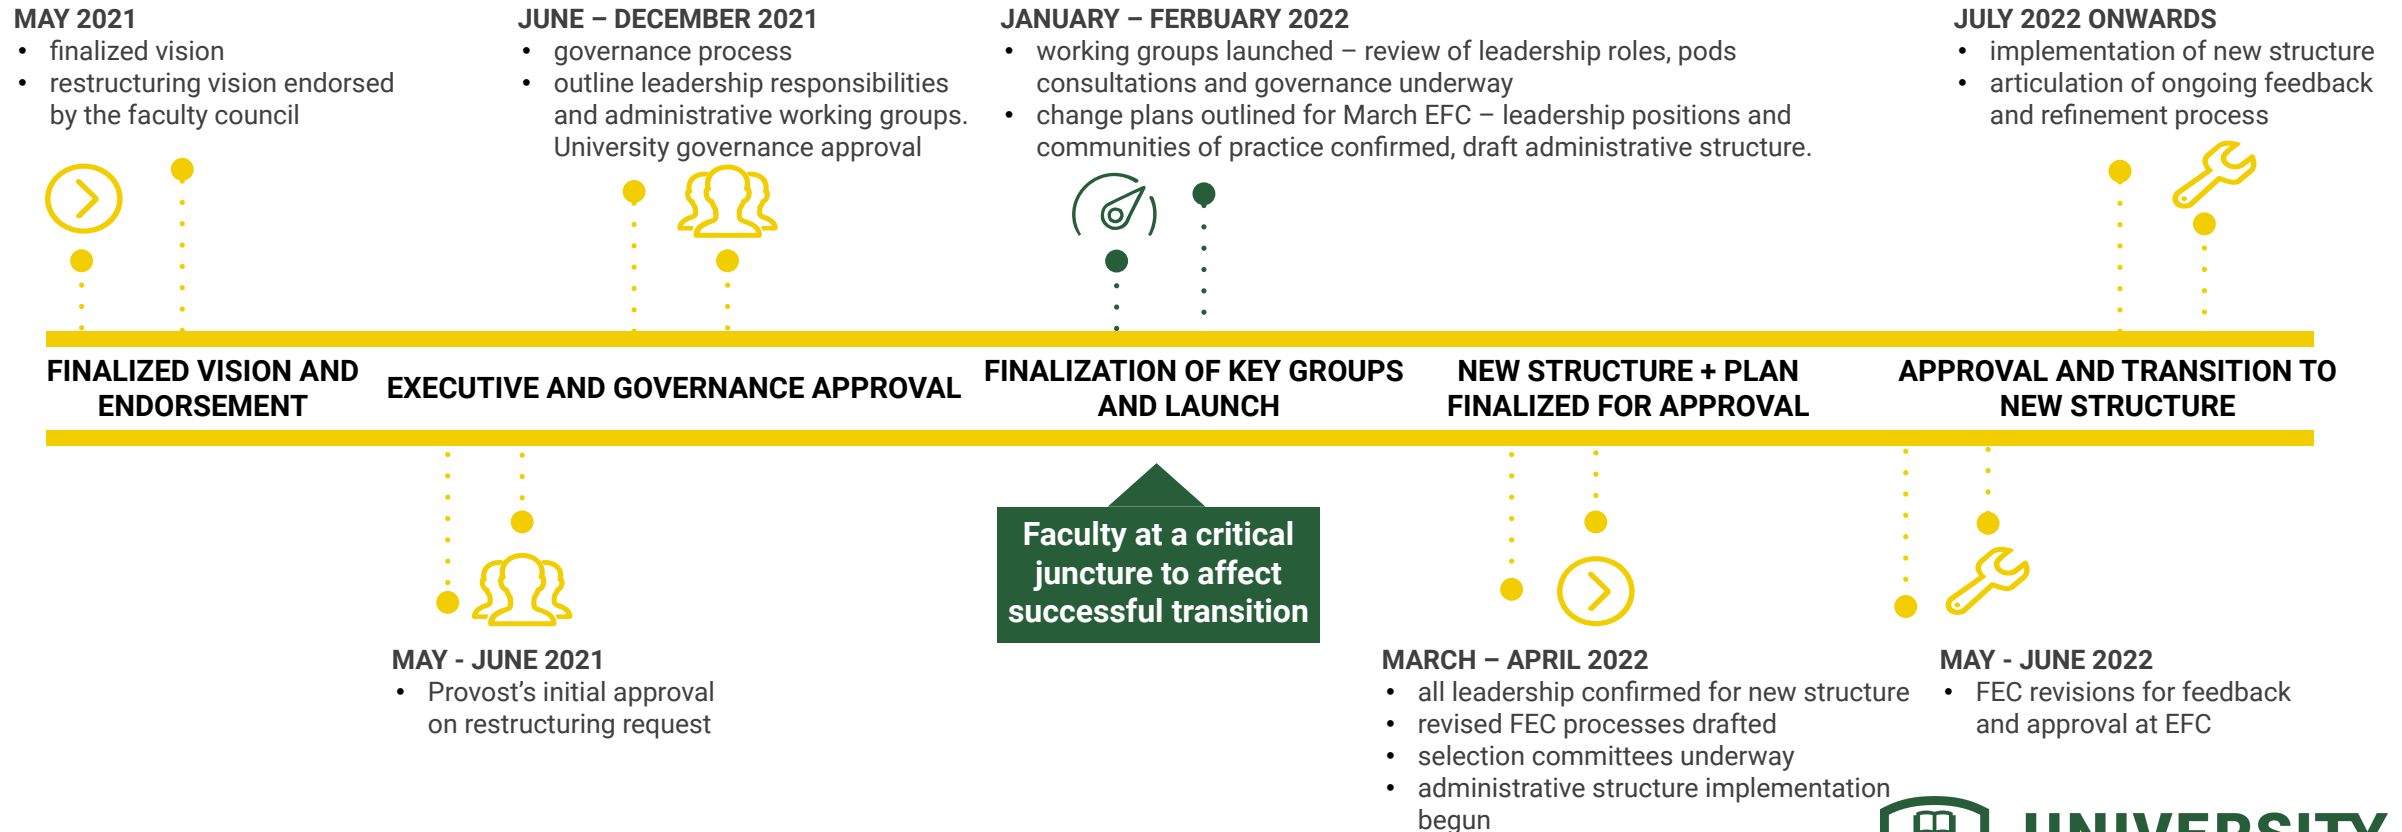 MAY 2021
• finalized vision
• restructuring vision endorsed
by the faculty council
JUNE – DECEMBER 2021
• governance process
• outline leadership responsibilities
and administrative working groups.
University governance approval
JANUARY – FERBUARY 2022
• working groups launched – review of leadership roles, pods
consultations and governance underway
• change plans outlined for March EFC – leadership positions and
communities of practice confirmed, draft administrative structure.
JULY 2022 ONWARDS
• implementation of new structure
• articulation of ongoing feedback
and refinement process
FINALIZED VISION AND
ENDORSEMENT
EXECUTIVE AND GOVERNANCE APPROVAL
FINALIZATION OF KEY GROUPS
AND LAUNCH
NEW STRUCTURE + PLAN
FINALIZED FOR APPROVAL
APPROVAL AND TRANSITION TO
NEW STRUCTURE
Faculty at a critical
juncture to affect
successful transition
MAY - JUNE 2021
• Provost's initial approval
on restructuring request
MARCH – APRIL 2022
• all leadership confirmed for new structure
• revised FEC processes drafted
• selection committees underway
• administrative structure implementation
begun
MAY - JUNE 2022
• FEC revisions for feedback
and approval at EFC
UNIVERSITY